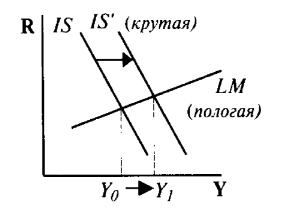 R IS IS' (крутая)
LM
(пологая)
Y₀ → Y₁ Y